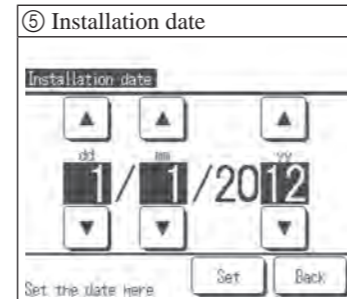 ⑤ Installation date
Installation date
▲ ▲ ▲
dd mm yy
1/1/2012
▼ ▼ ▼
Set the date here
Set Back